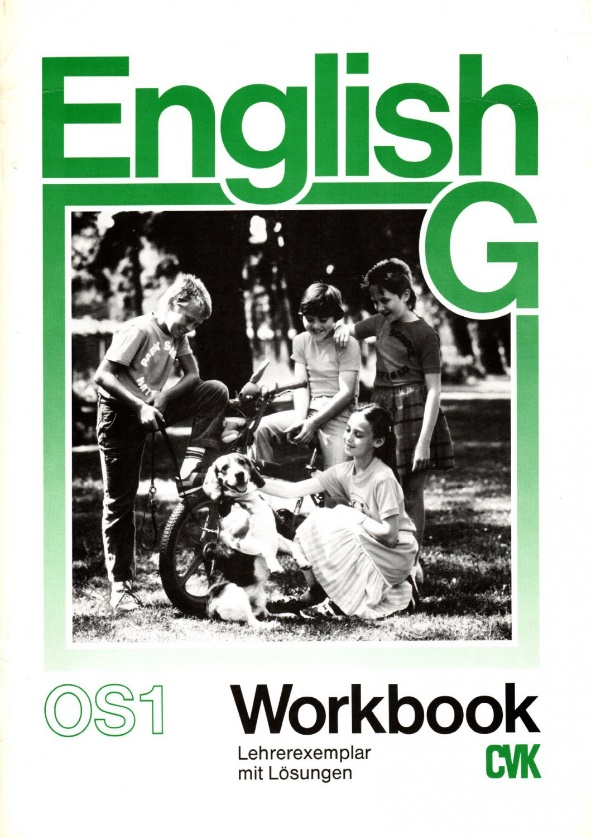 English
G
OS1
Workbook
Lehrerexemplar
mit Lösungen
CVK